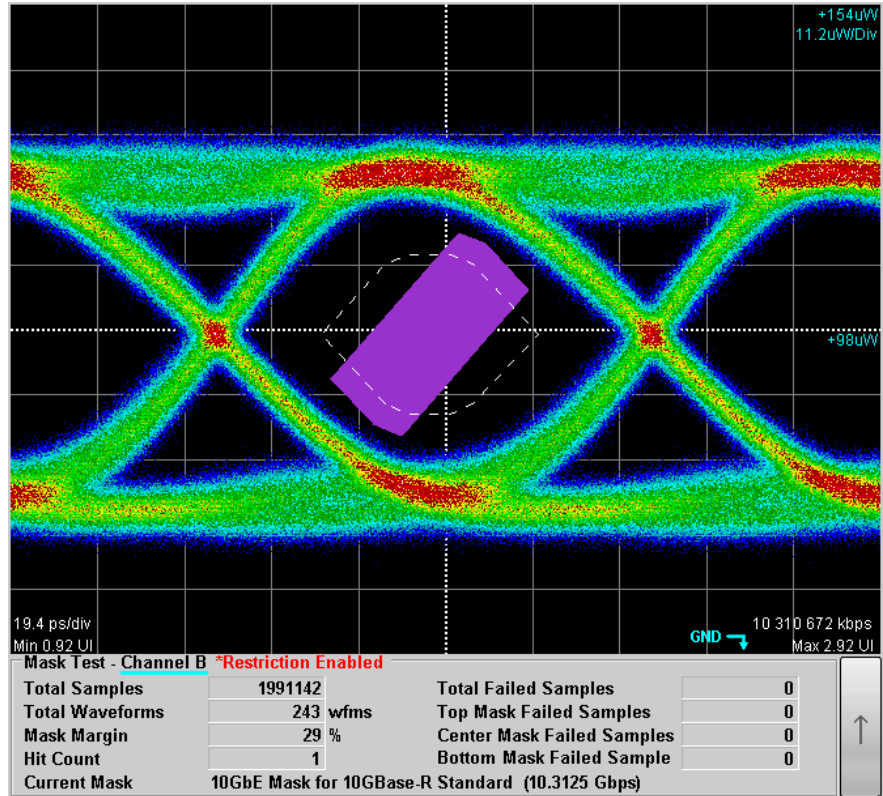 +154uW
11.2uW/Div
+98uW
19.4 ps/div
10 310 672 kbps
GND
Min 0.92 UI
Max 2.92 UI
Mask Test - Channel B *Restriction Enabled
Total Samples 1991142
Total Failed Samples 0
Total Waveforms 243 wfms
Top Mask Failed Samples 0
Mask Margin 29 %
Center Mask Failed Samples 0
Hit Count 1
Bottom Mask Failed Sample 0
Current Mask 10GbE Mask for 10GBase-R Standard (10.3125 Gbps)